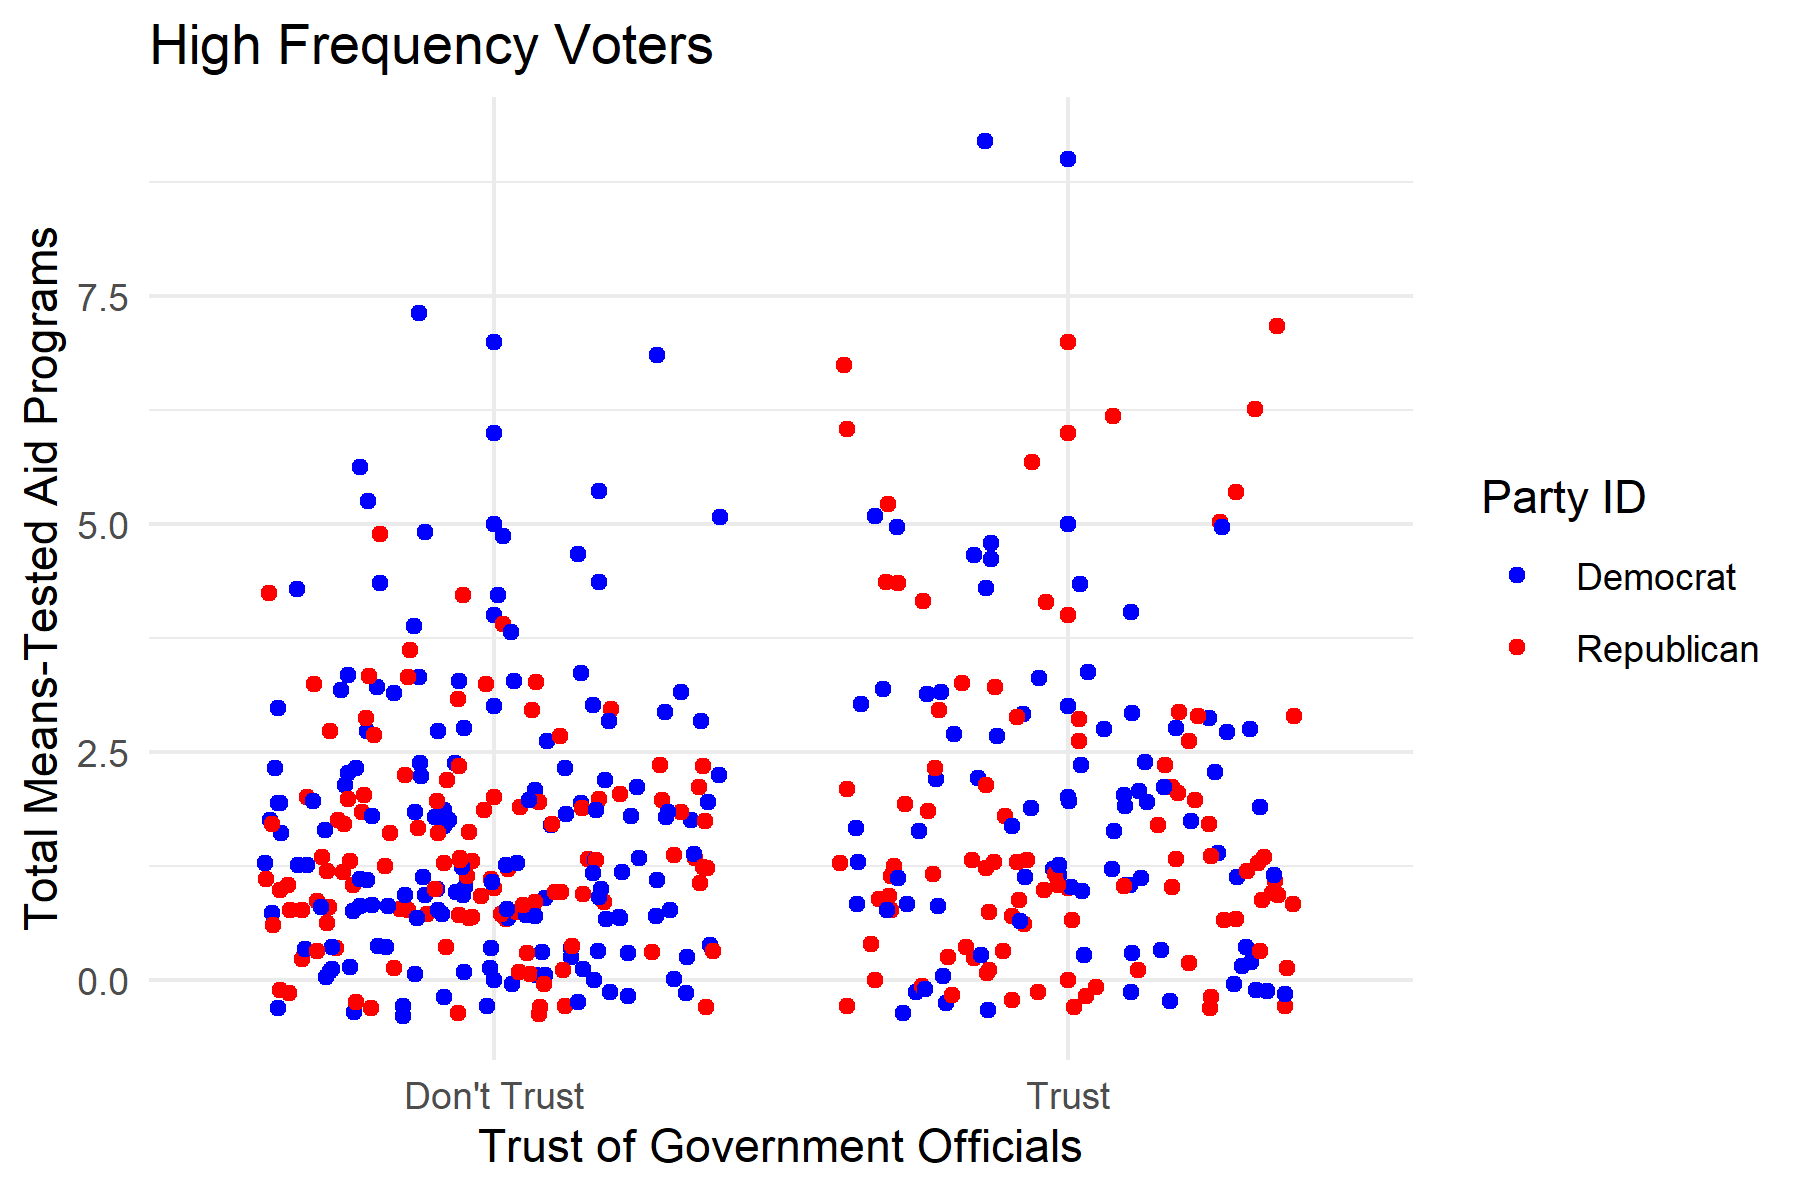 High Frequency Voters
Total Means-Tested Aid Programs
7.5
5.0
2.5
0.0
Don't Trust
Trust
Trust of Government Officials
Party ID
Democrat
Republican